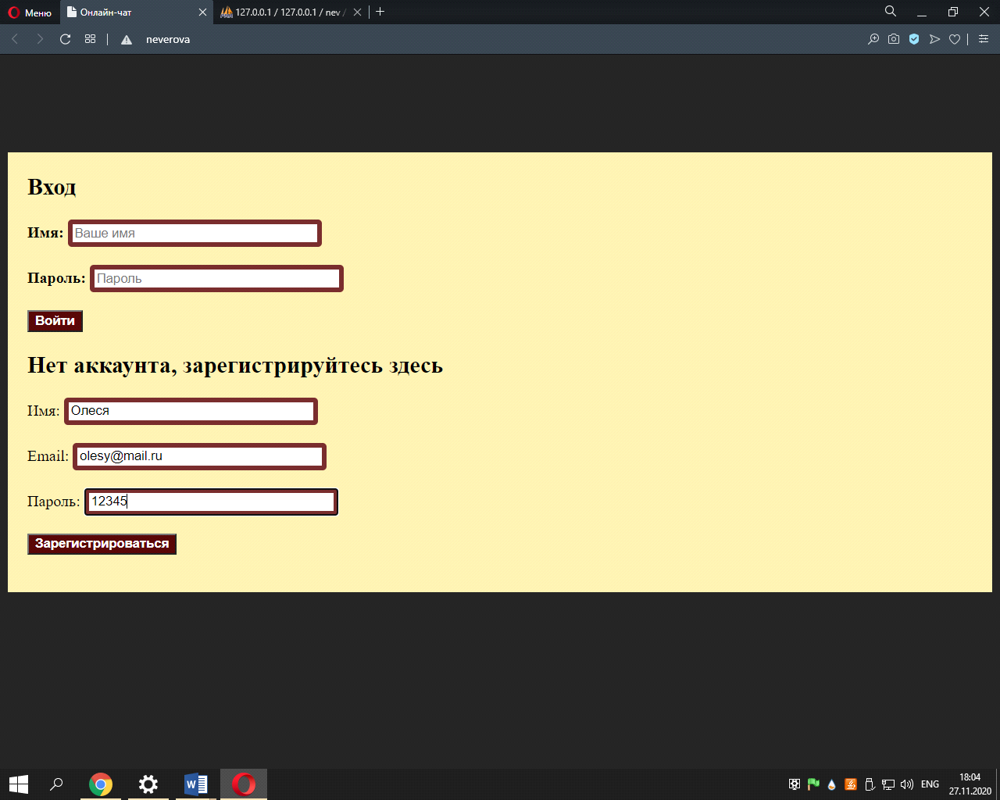 Меню
Онлайн-чат
127.0.0.1 / 127.0.0.1 / nev /
neverova
Вход
Имя: Ваше имя
Пароль: Пароль
Войти
Нет аккаунта, зарегистрируйтесь здесь
Имя: Олеся
Email: olesy@mail.ru
Пароль: 12345
Зарегистрироваться
ENG
18:04
27.11.2020